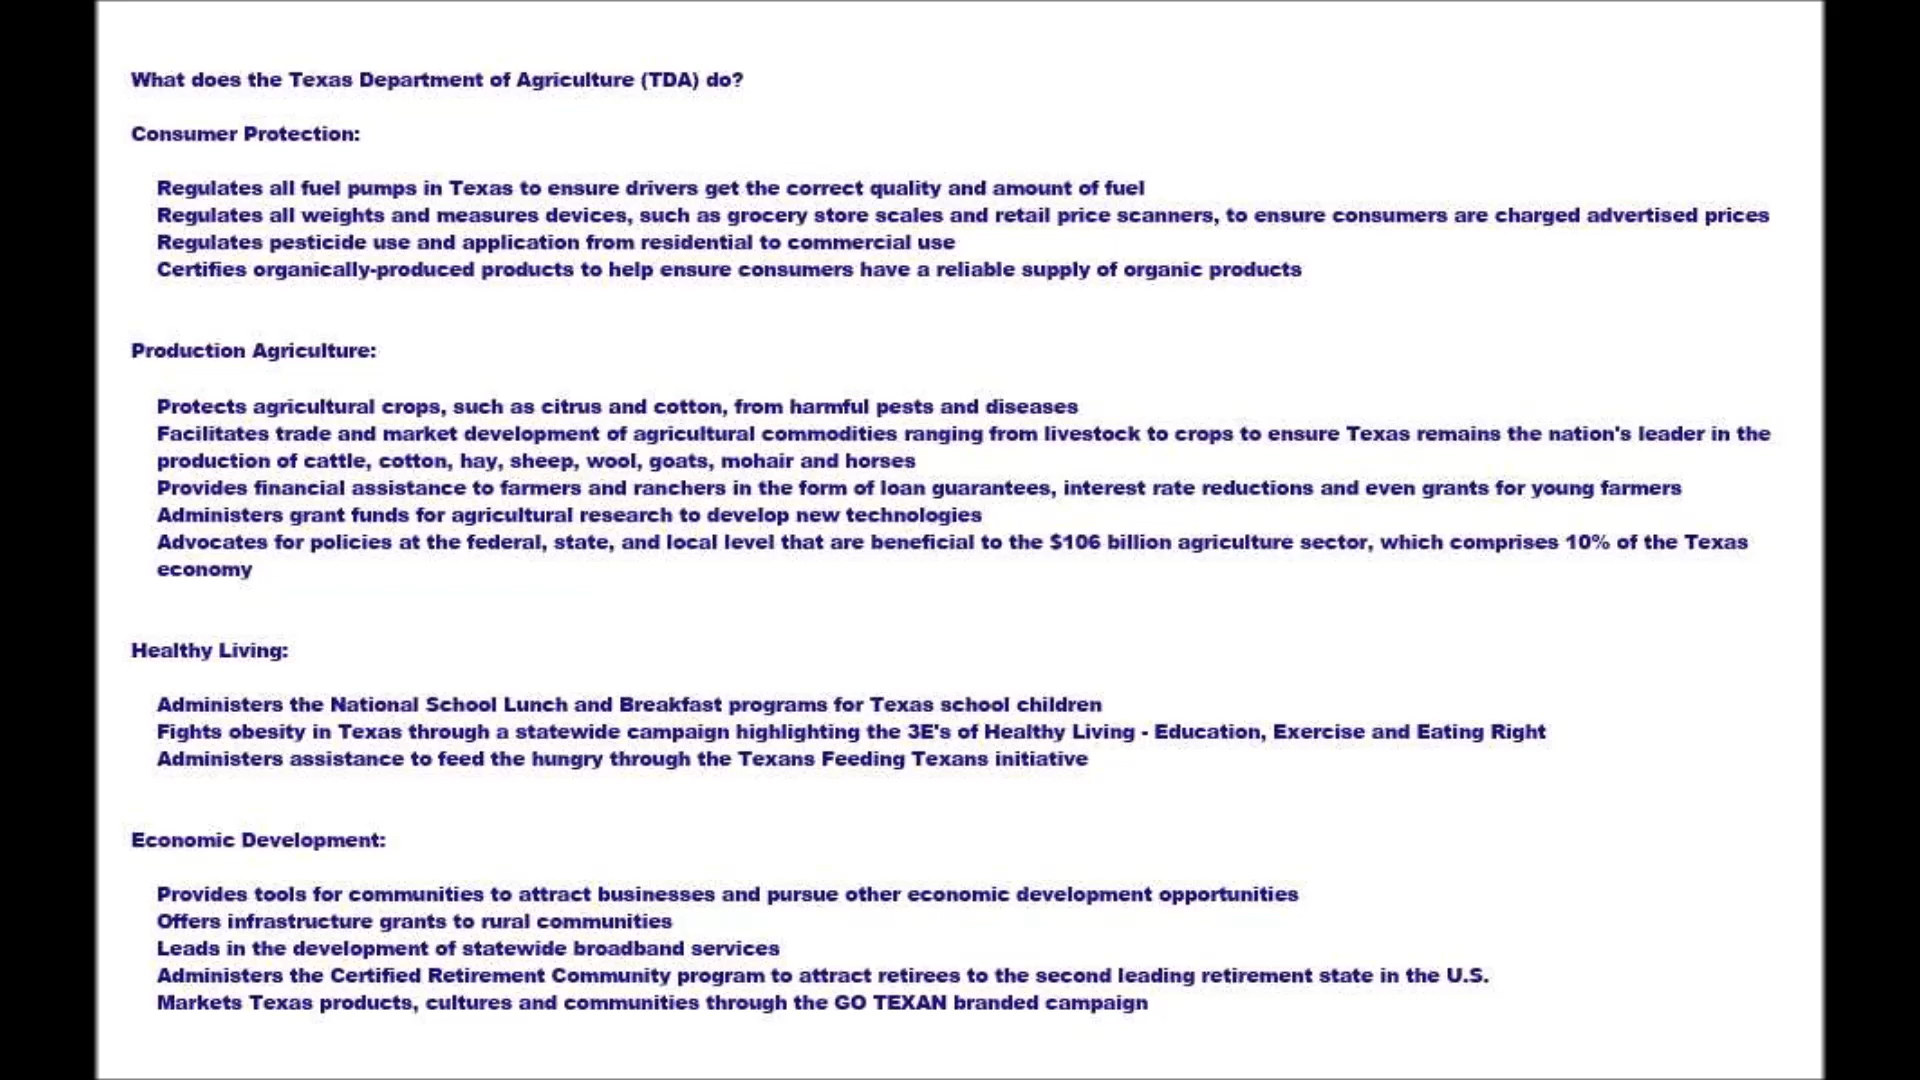 What does the Texas Department of Agriculture (TDA) do?
Consumer Protection:
Regulates all fuel pumps in Texas to ensure drivers get the correct quality and amount of fuel
Regulates all weights and measures devices, such as grocery store scales and retail price scanners, to ensure consumers are charged advertised prices
Regulates pesticide use and application from residential to commercial use
Certifies organically-produced products to help ensure consumers have a reliable supply of organic products
Production Agriculture:
Protects agricultural crops, such as citrus and cotton, from harmful pests and diseases
Facilitates trade and market development of agricultural commodities ranging from livestock to crops to ensure Texas remains the nation's leader in the
production of cattle, cotton, hay, sheep, wool, goats, mohair and horses
Provides financial assistance to farmers and ranchers in the form of loan guarantees, interest rate reductions and even grants for young farmers
Administers grant funds for agricultural research to develop new technologies
Advocates for policies at the federal, state, and local level that are beneficial to the $106 billion agriculture sector, which comprises 10% of the Texas
economy
Healthy Living:
Administers the National School Lunch and Breakfast programs for Texas school children
Fights obesity in Texas through a statewide campaign highlighting the 3E's of Healthy Living - Education, Exercise and Eating Right
Administers assistance to feed the hungry through the Texans Feeding Texans initiative
Economic Development:
Provides tools for communities to attract businesses and pursue other economic development opportunities
Offers infrastructure grants to rural communities
Leads in the development of statewide broadband services
Administers the Certified Retirement Community program to attract retirees to the second leading retirement state in the U.S.
Markets Texas products, cultures and communities through the GO TEXAN branded campaign